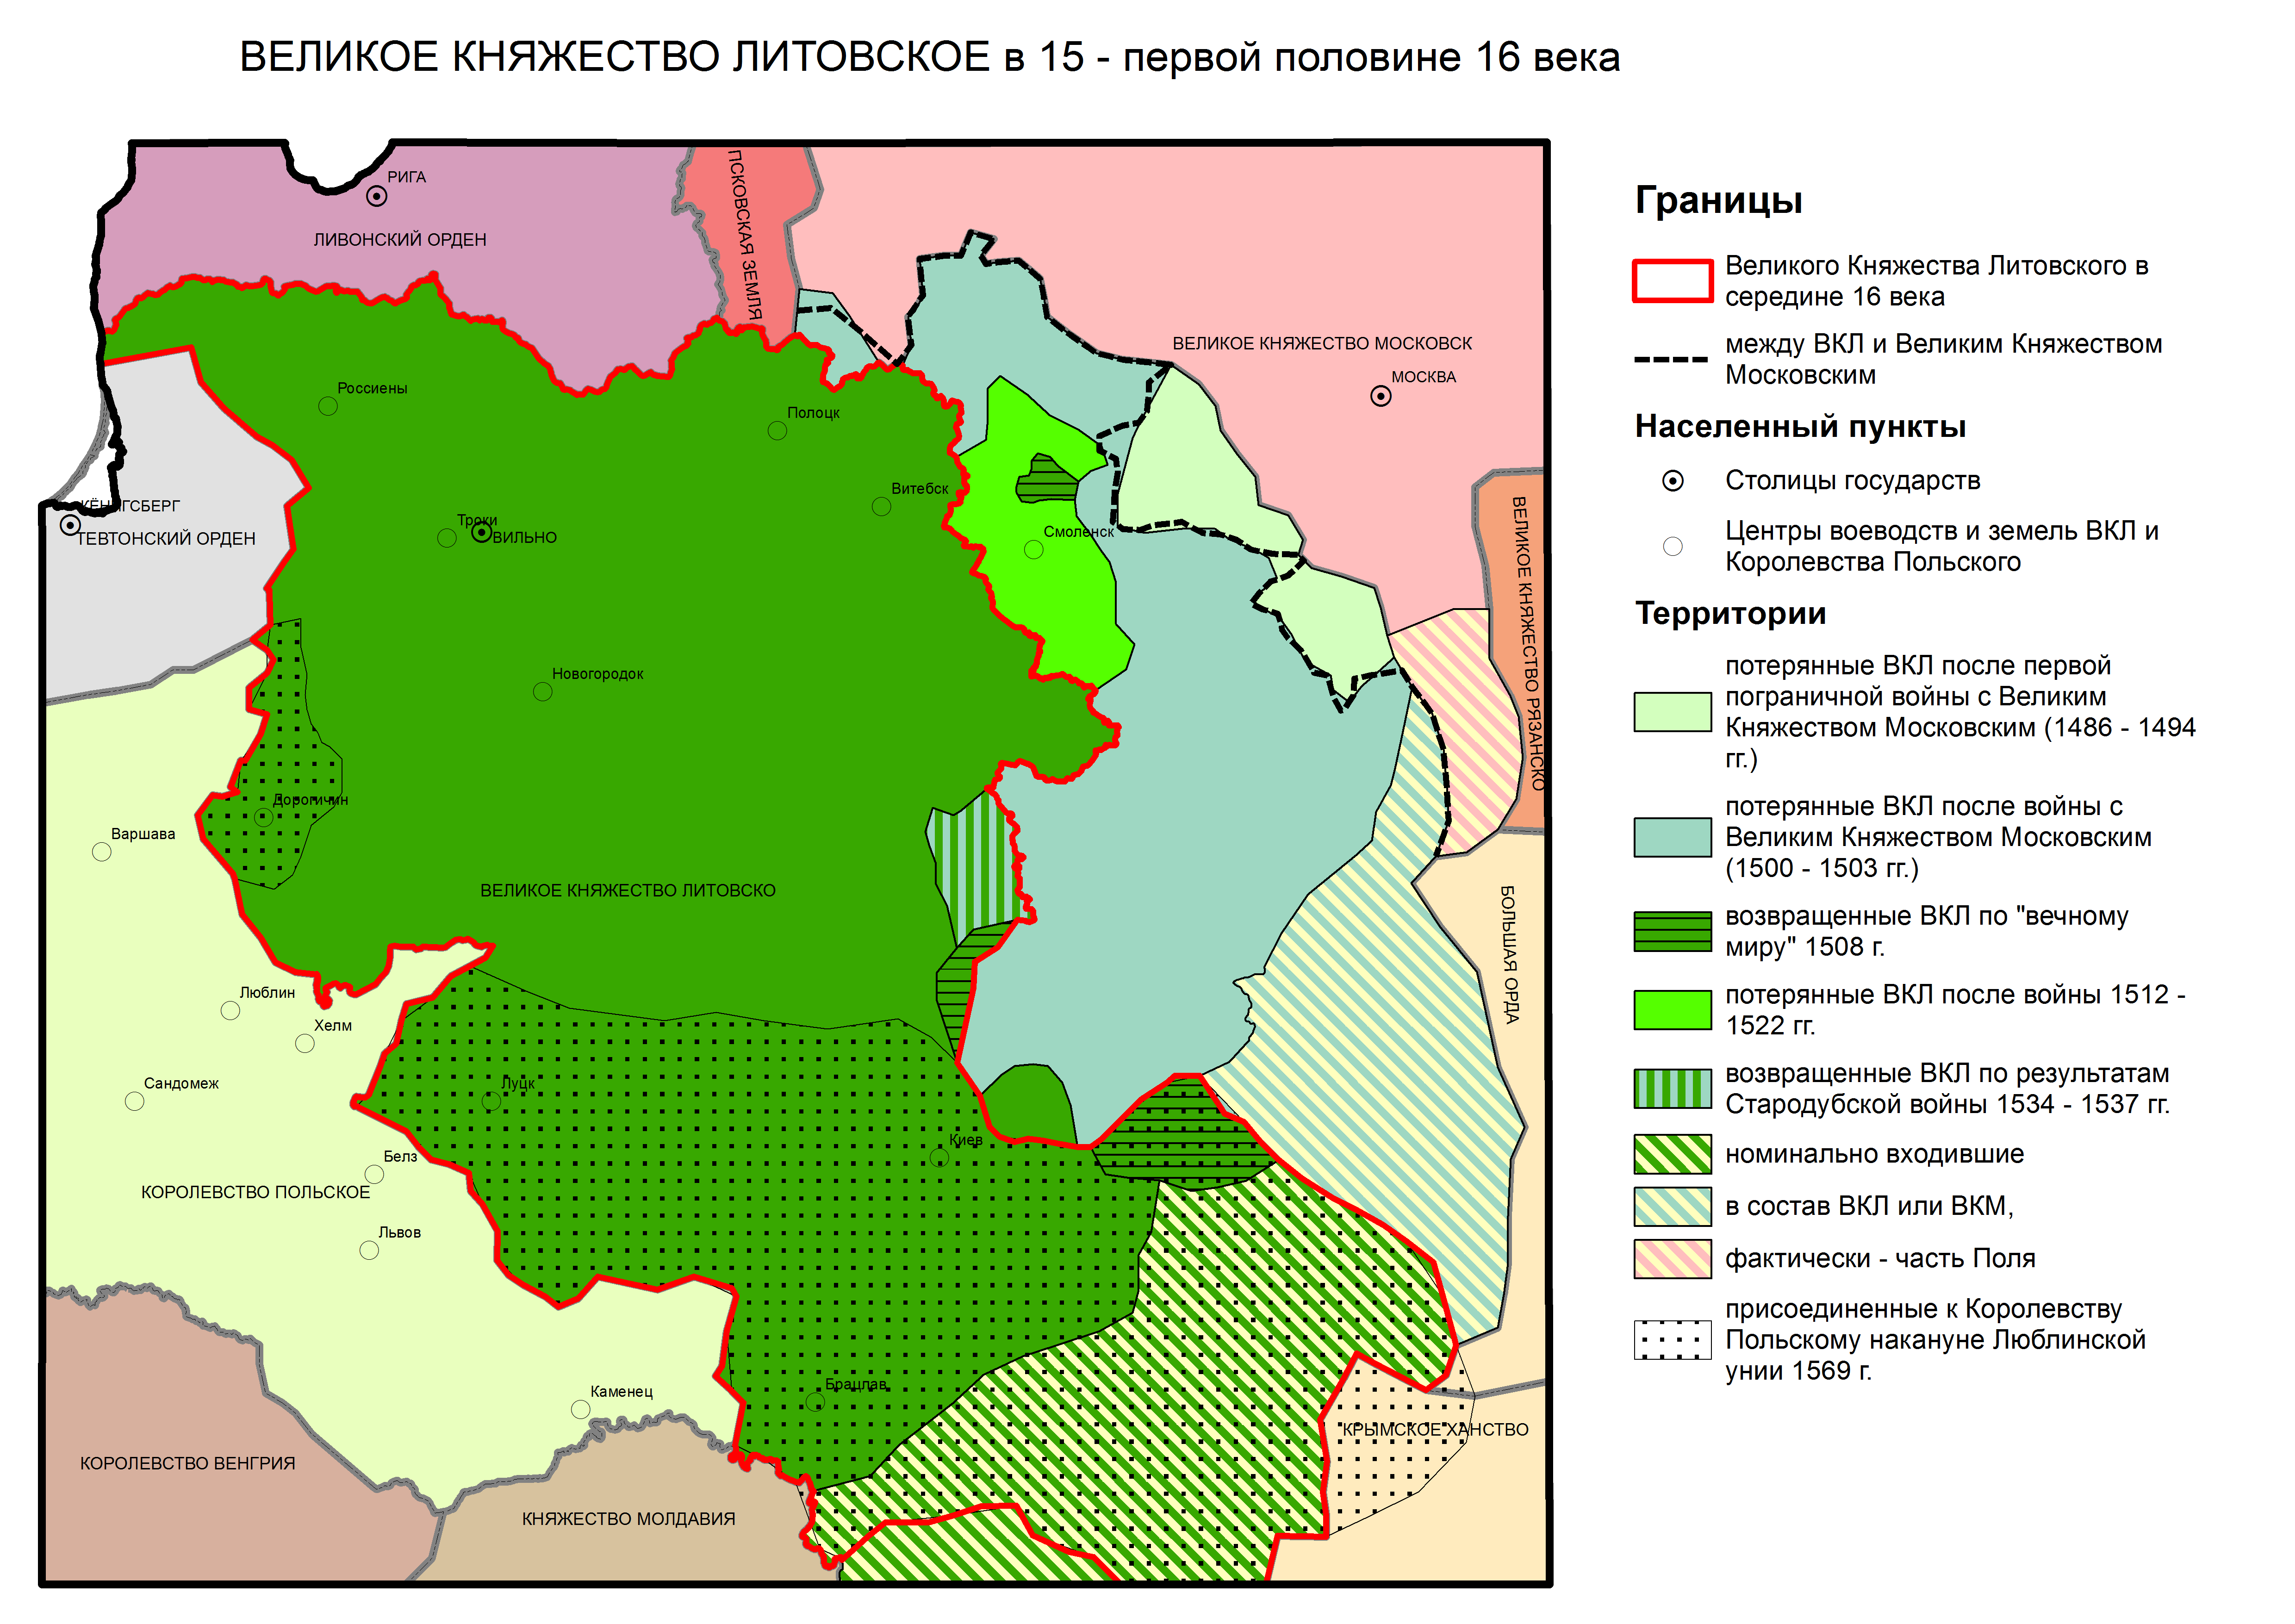 ВЕЛИКОЕ КНЯЖЕСТВО ЛИТОВСКОЕ в 15 - первой половине 16 века
РИГА
ЛИВОНСКИЙ ОРДЕН
ПСКОВСКАЯ ЗЕМЛЯ
ВЕЛИКОЕ КНЯЖЕСТВО МОСКОВСК
МОСКВА
Россиены
Полоцк
Витебск
КЁНИГСБЕРГ
ТЕВТОНСКИЙ ОРДЕН
Троки
ВИЛЬНО
Смоленск
ВЕЛИКОЕ КНЯЖЕСТВО РЯЗАНСКО
Новогородок
Дорогичин
Варшава
ВЕЛИКОЕ КНЯЖЕСТВО ЛИТОВСКО
БОЛЬШАЯ ОРДА
Люблин
Хелм
Сандомеж
Луцк
Киев
Белз
КОРОЛЕВСТВО ПОЛЬСКОЕ
Львов
Каменец
Брацлав
КРЫМСКОЕ ХАНСТВО
КОРОЛЕВСТВО ВЕНГРИЯ
КНЯЖЕСТВО МОЛДАВИЯ
Границы
Великого Княжества Литовского в
середине 16 века
между ВКЛ и Великим Княжеством
Московским
Населенный пункты
Столицы государств
Центры воеводств и земель ВКЛ и
Королевства Польского
Территории
потерянные ВКЛ после первой
пограничной войны с Великим
Княжеством Московским (1486 - 1494
гг.)
потерянные ВКЛ после войны с
Великим Княжеством Московским
(1500 - 1503 гг.)
возвращенные ВКЛ по "вечному
миру" 1508 г.
потерянные ВКЛ после войны 1512 -
1522 гг.
возвращенные ВКЛ по результатам
Стародубской войны 1534 - 1537 гг.
номинально входившие
в состав ВКЛ или ВКМ,
фактически - часть Поля
присоединенные к Королевству
Польскому накануне Люблинской
унии 1569 г.